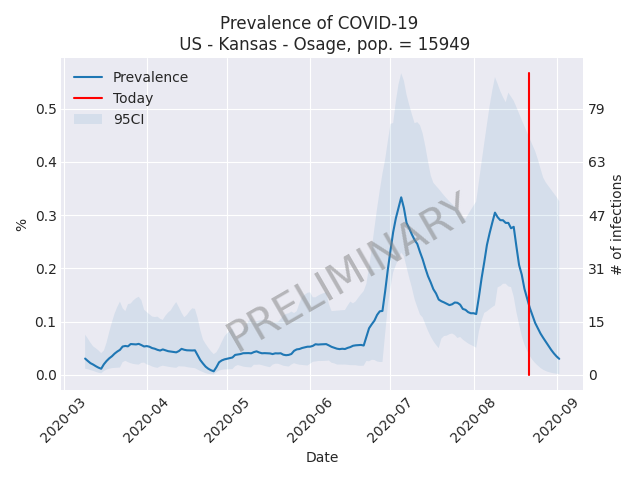 Prevalence of COVID-19
US - Kansas - Osage, pop. = 15949
Prevalence
Today
95CI
PRELIMINARY
%
0.5
0.4
0.3
0.2
0.1
0.0
79
63
47
31
15
0
# of infections
2020-03
2020-04
2020-05
2020-06
2020-07
2020-08
2020-09
Date